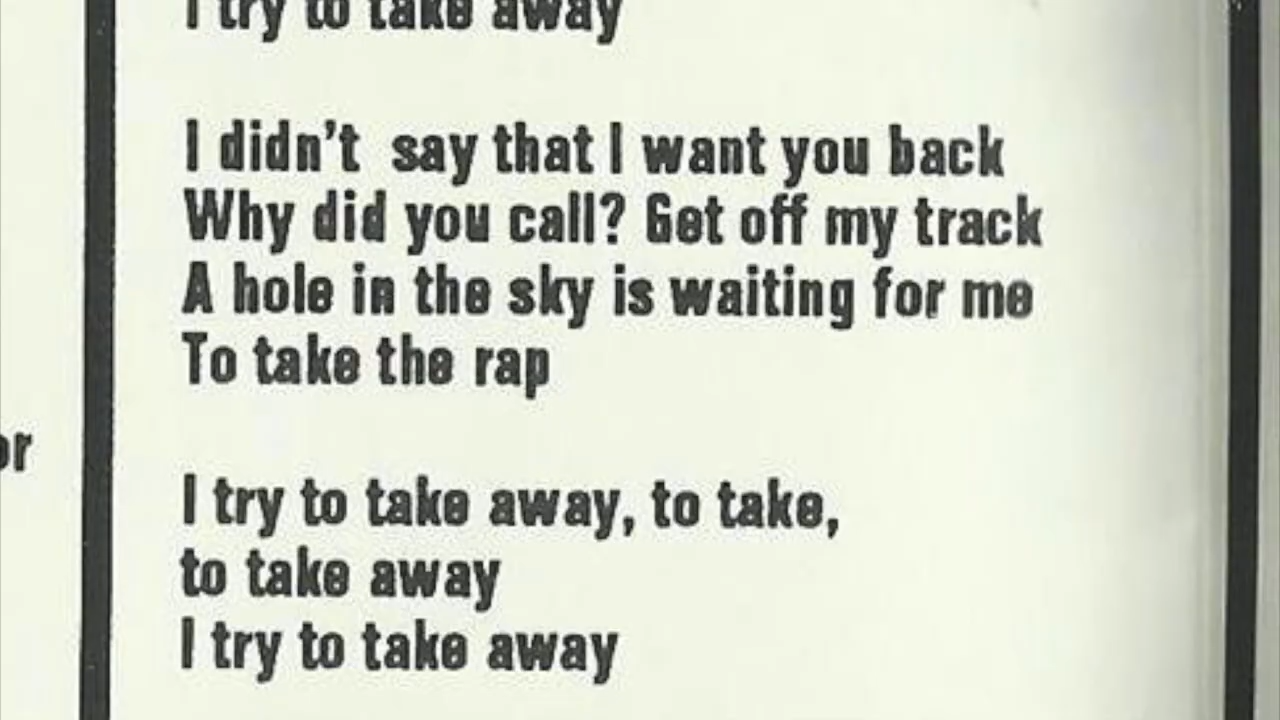 I try to take away
I didn't say that I want you back
Why did you call? Get off my track
A hole in the sky is waiting for me
To take the rap
or
I try to take away, to take,
to take away
I try to take away